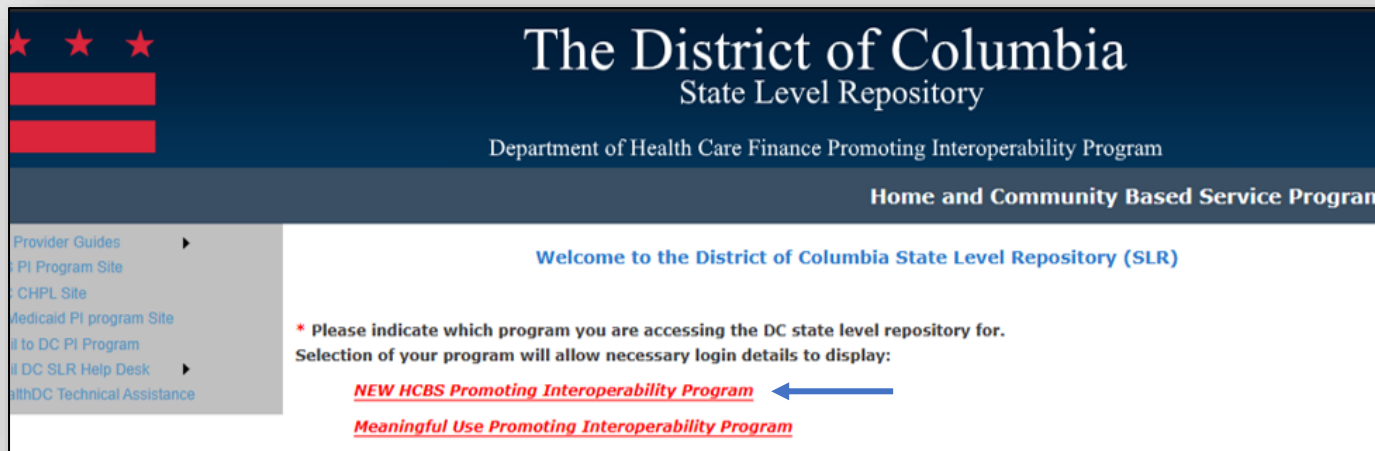 The District of Columbia
State Level Repository
Department of Health Care Finance Promoting Interoperability Program
Home and Community Based Service Program
Provider Guides
PI Program Site
CHPL Site
Medicaid PI program Site
to DC PI Program
DC SLR Help Desk
Technical Assistance
Welcome to the District of Columbia State Level Repository (SLR)
* Please indicate which program you are accessing the DC state level repository for.
Selection of your program will allow necessary login details to display:
NEW HCBS Promoting Interoperability Program
Meaningful Use Promoting Interoperability Program